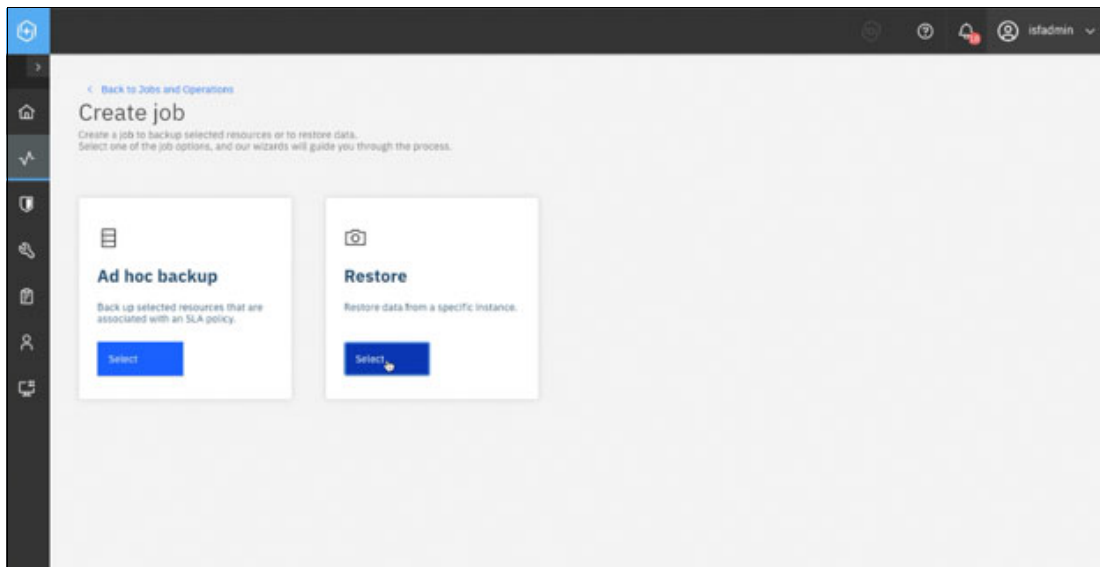 isfadmin
< Back to Jobs and Operations
Create job
Create a job to backup selected resources or to restore data.
Select one of the job options, and our wizards will guide you through the process.
Ad hoc backup
Back up selected resources that are
associated with an SLA policy.
Select
Restore
Restore data from a specific instance.
Select